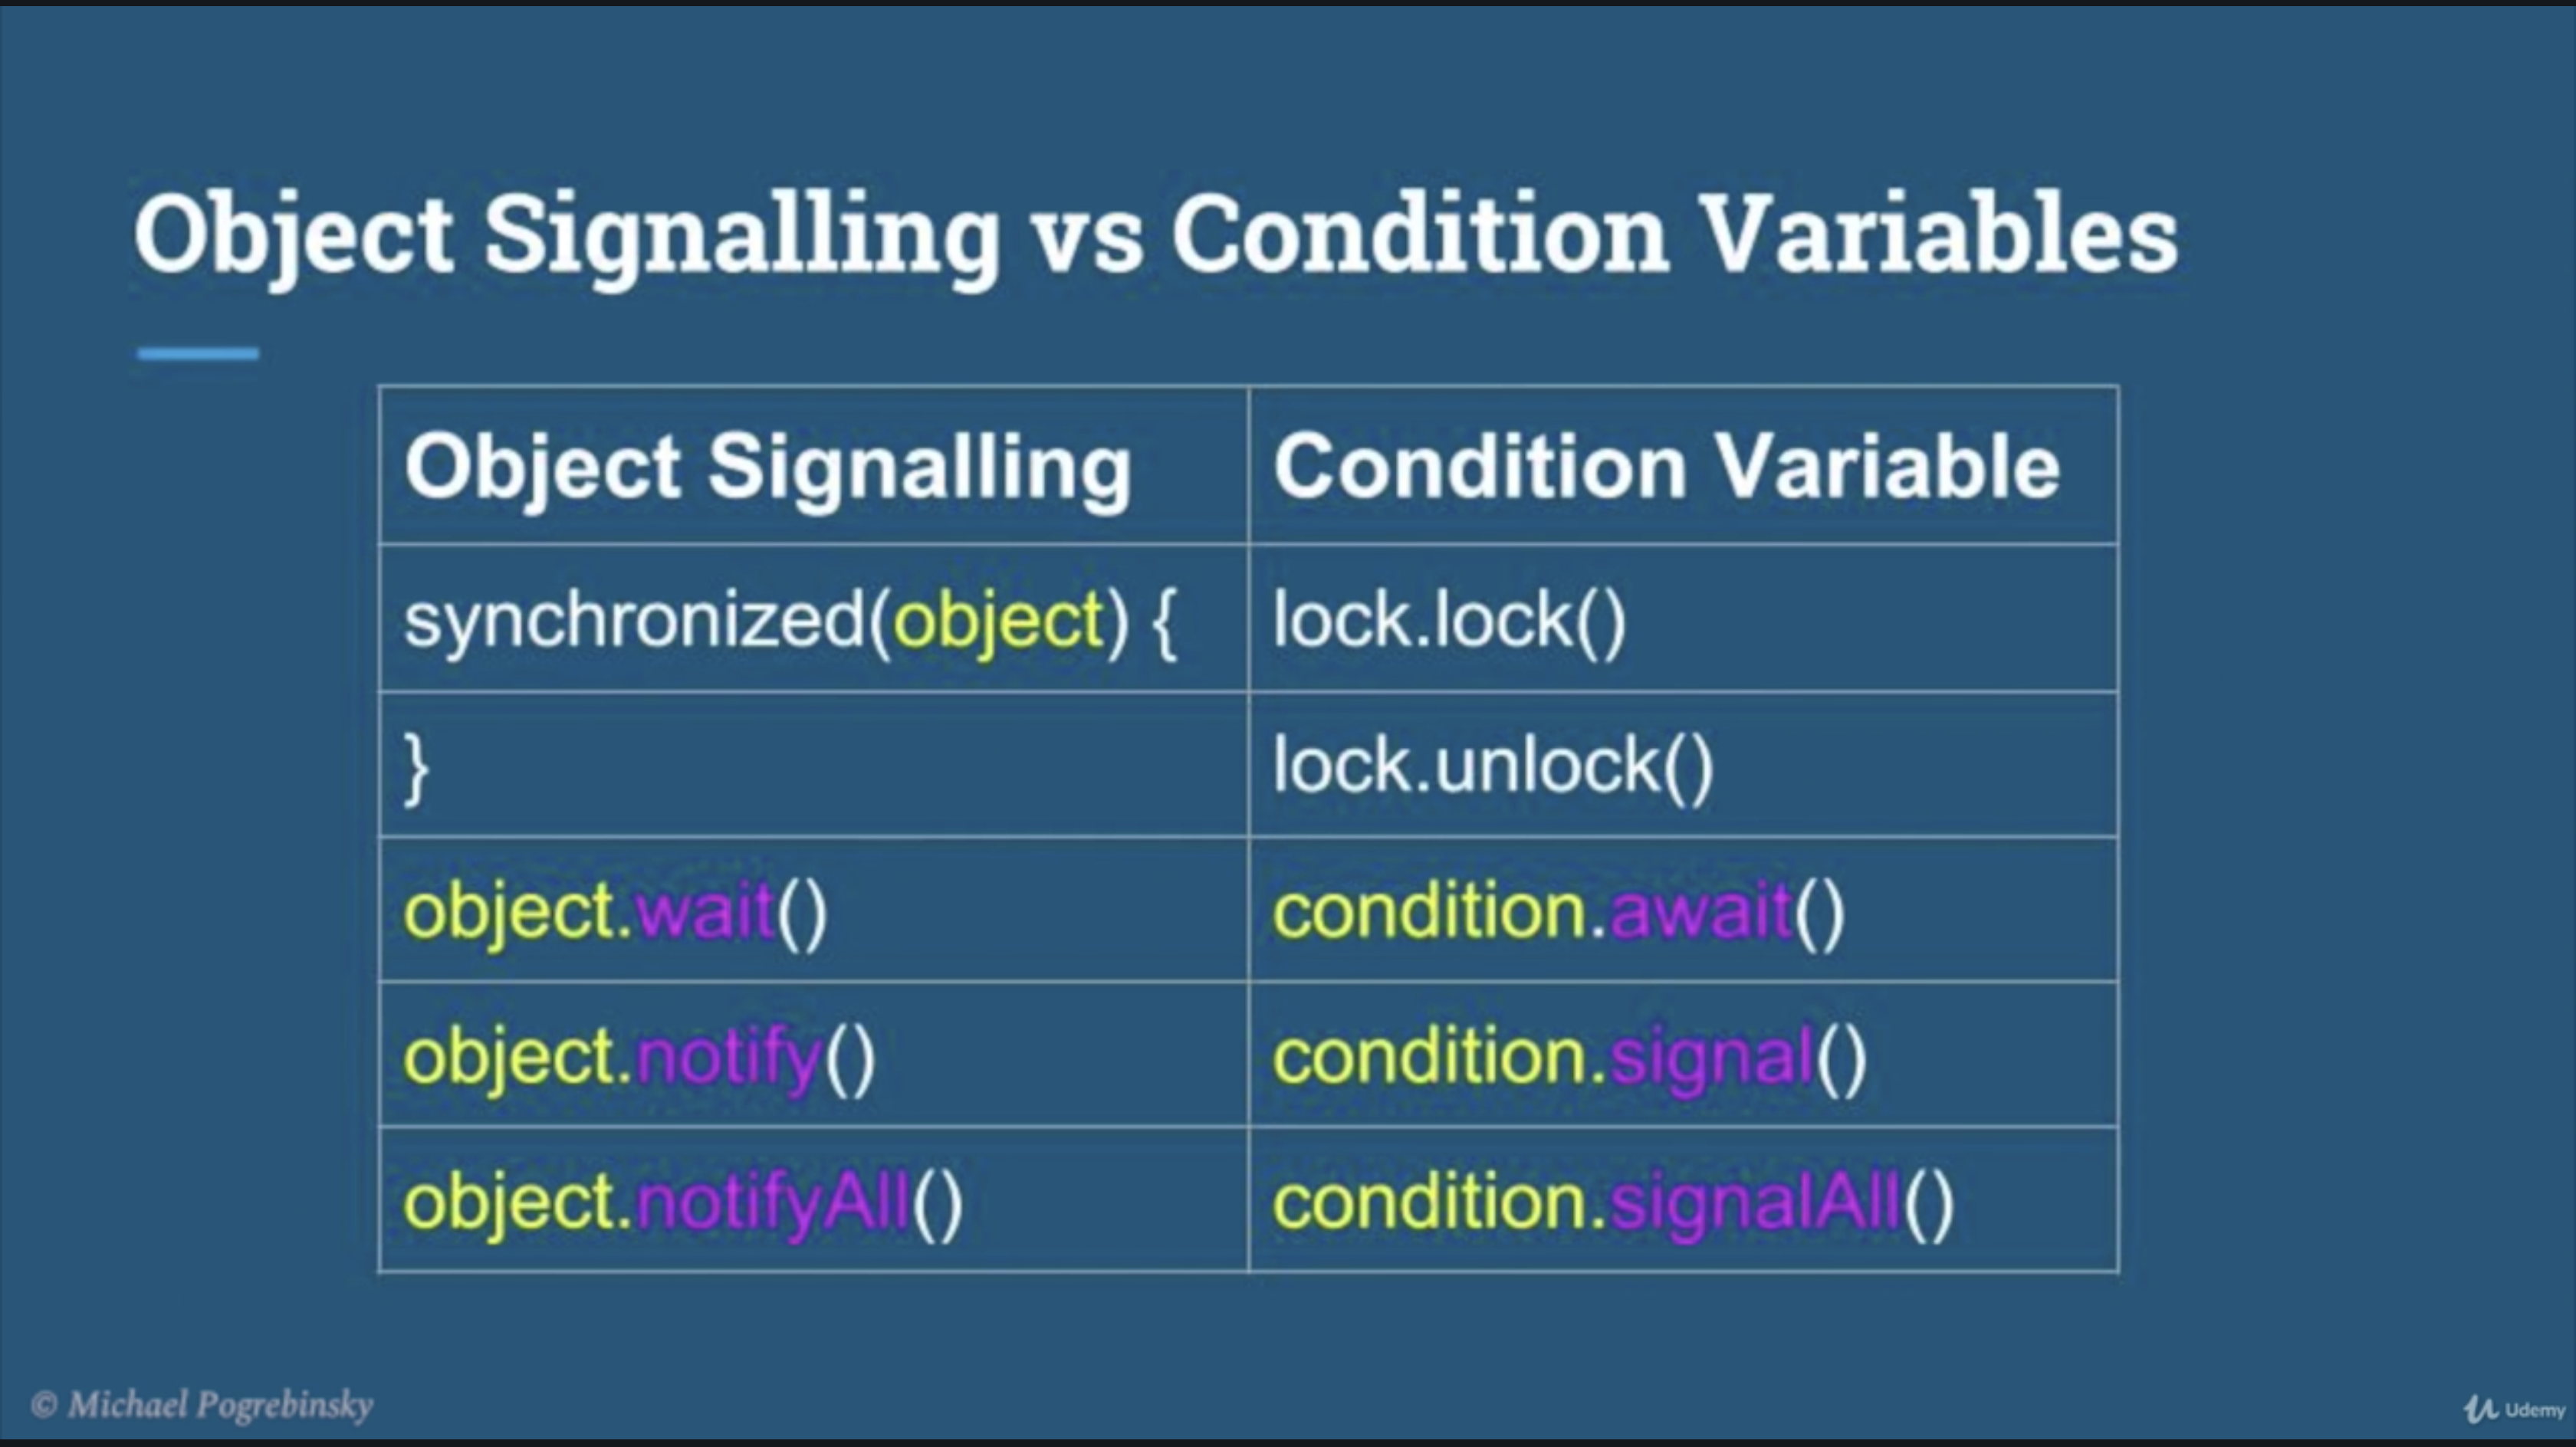 Object Signalling vs Condition Variables
Object Signalling Condition Variable
synchronized(object) { lock.lock()
} lock.unlock()
object.wait() condition.await()
object.notify() condition.signal()
object.notifyAll() condition.signalAll()
© Michael Pogrebinsky
Udemy